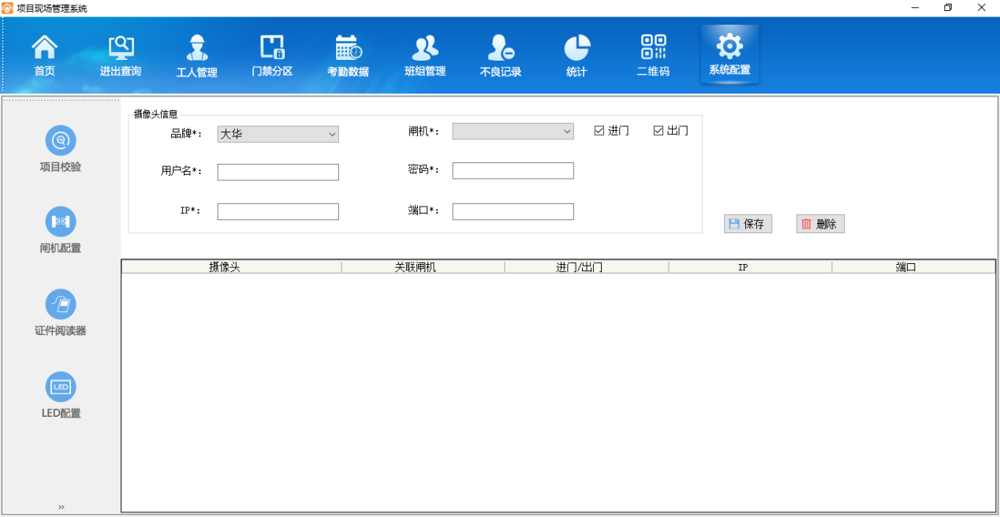 项目现场管理系统
首页 进出查询 工人管理 门禁分区 考勤数据 班组管理 不良记录 统计 二维码 系统配置
项目校验
闸机配置
证件阅读器
LED
LED配置
»
摄像头信息
品牌*: 大华 闸机*: 进门 出门
用户名*: 密码*:
IP*: 端口*:
保存 删除
摄像头 关联闸机 进门/出门 IP 端口